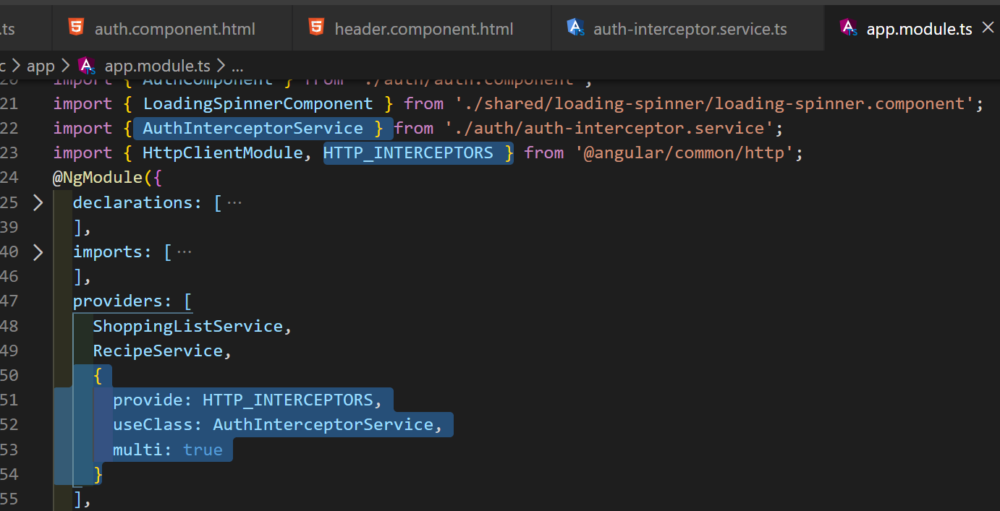 .ts auth.component.html header.component.html auth-interceptor.service.ts app.module.ts
c > app > app.module.ts > ...
20 import { AuthComponent } from './auth/auth.component';
21 import { LoadingSpinnerComponent } from './shared/loading-spinner/loading-spinner.component';
22 import { AuthInterceptorService } from './auth/auth-interceptor.service';
23 import { HttpClientModule, HTTP_INTERCEPTORS } from '@angular/common/http';
24 @NgModule({
25 declarations: [ ...
39 ],
40 imports: [ ...
46 ],
47 providers: [
48 ShoppingListService,
49 RecipeService,
50 {
51 provide: HTTP_INTERCEPTORS,
52 useClass: AuthInterceptorService,
53 multi: true
54 }
55 ],